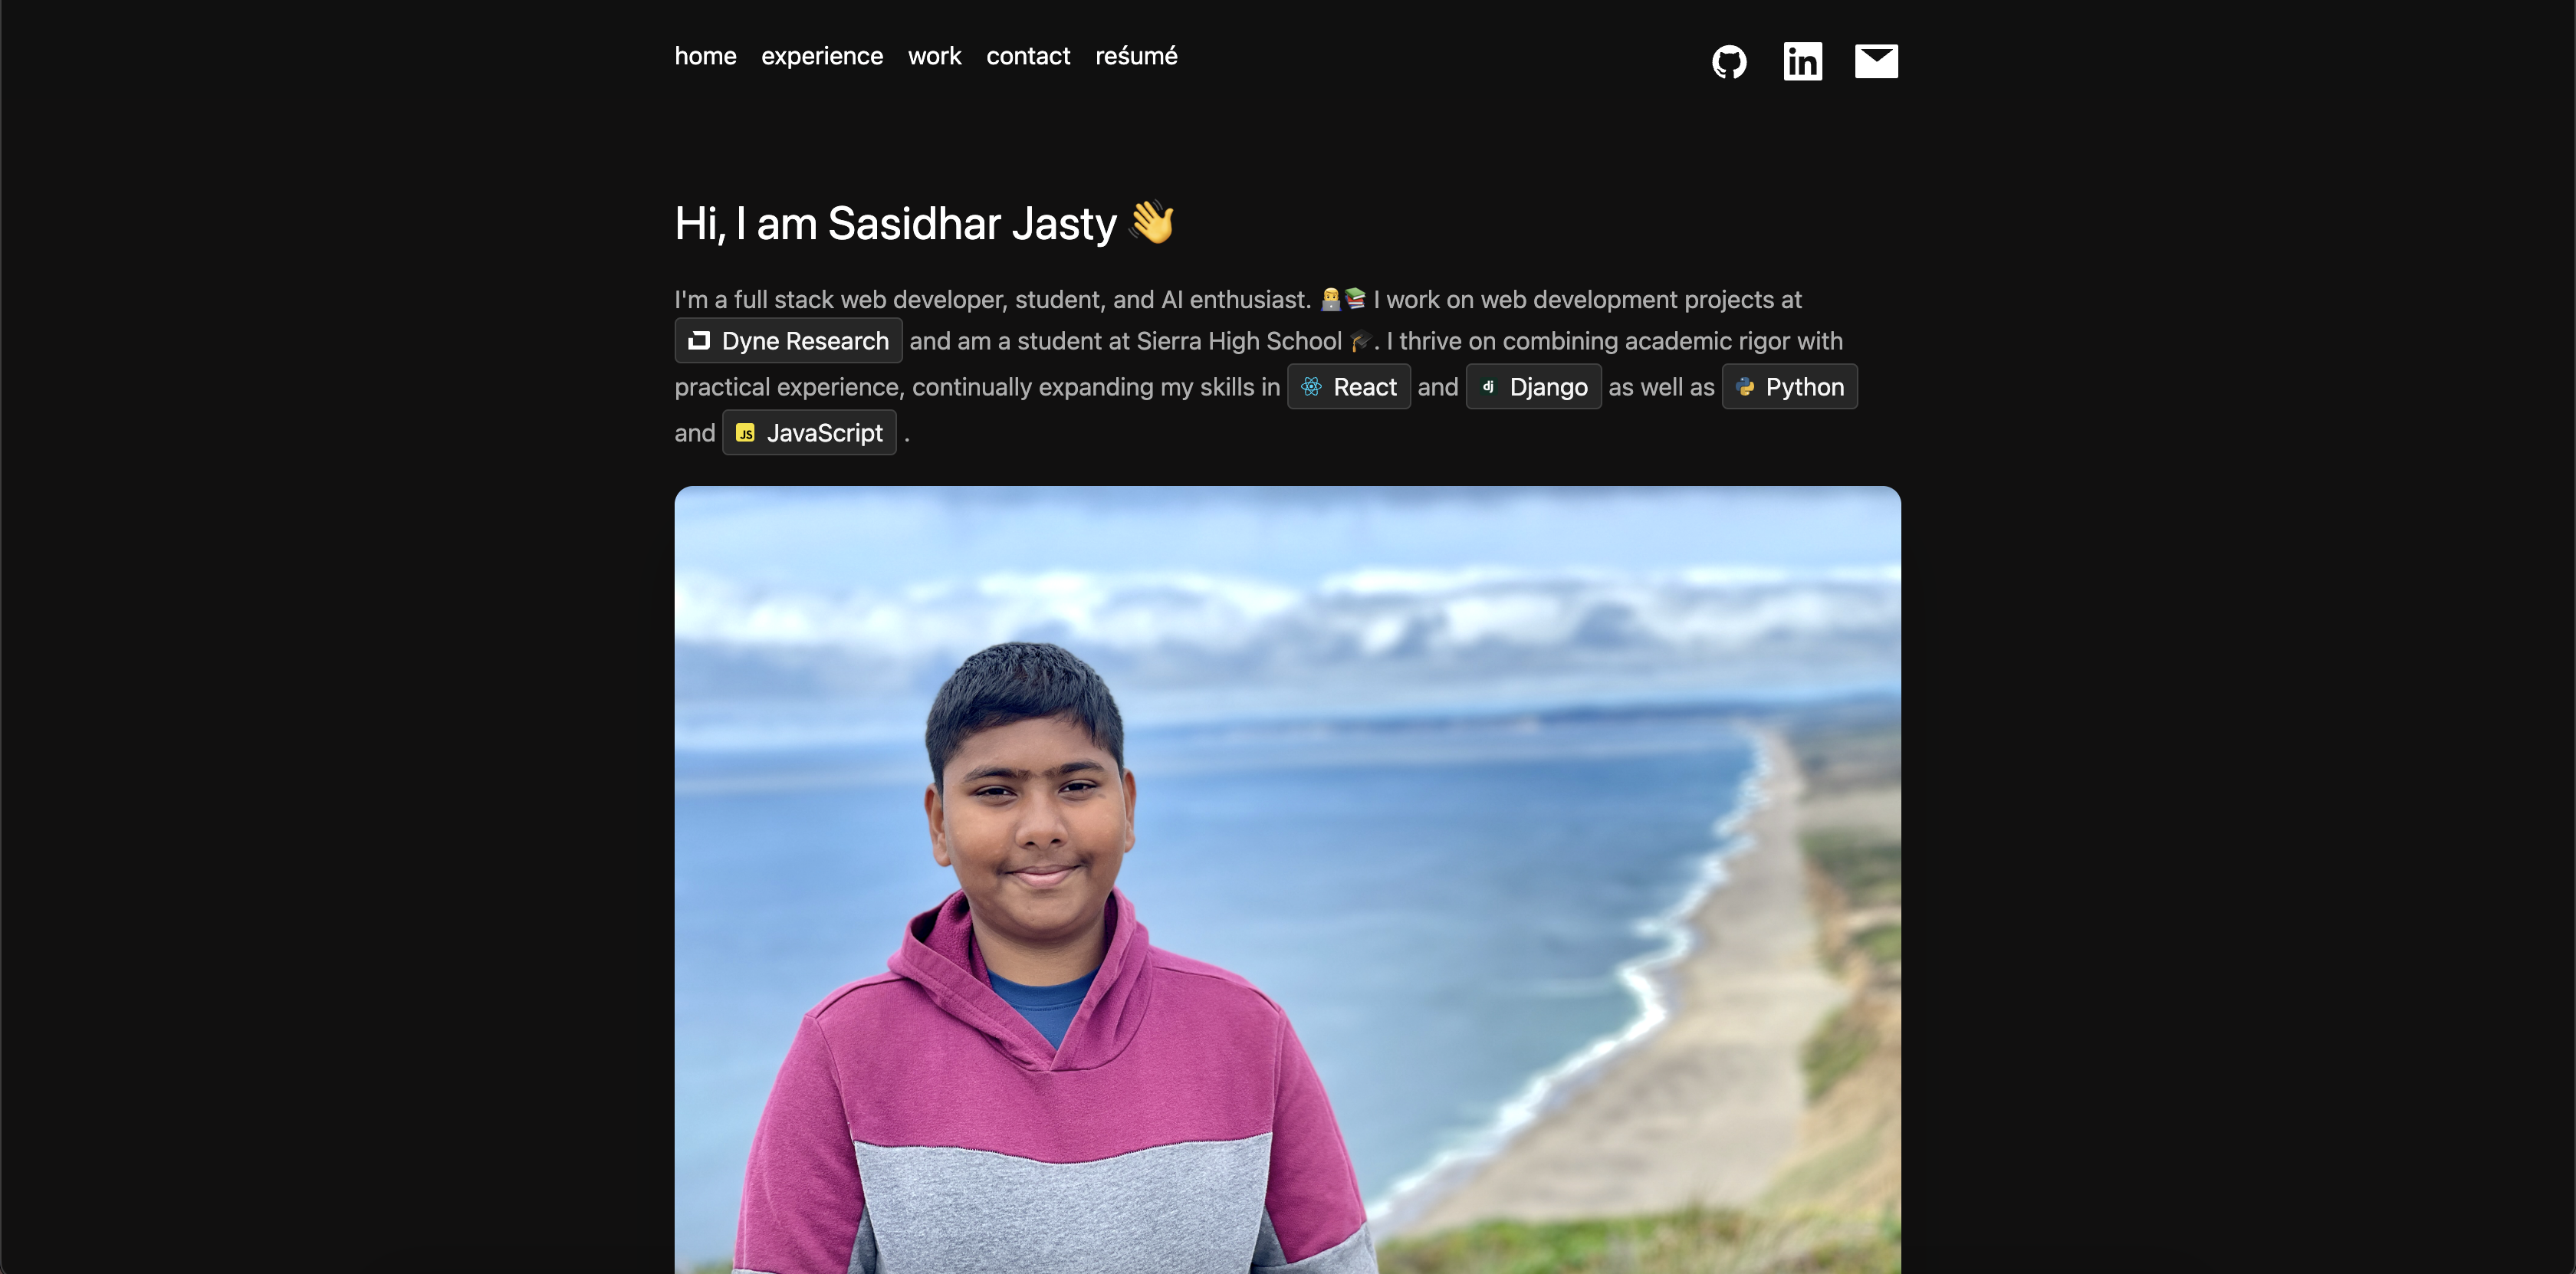 home experience work contact reśumé
in
Hi, I am Sasidhar Jasty 👋
I'm a full stack web developer, student, and AI enthusiast. 👨‍💻📚 I work on web development projects at
Dyne Research and am a student at Sierra High School 🎓. I thrive on combining academic rigor with
practical experience, continually expanding my skills in React and dj Django as well as Python
and JS JavaScript .